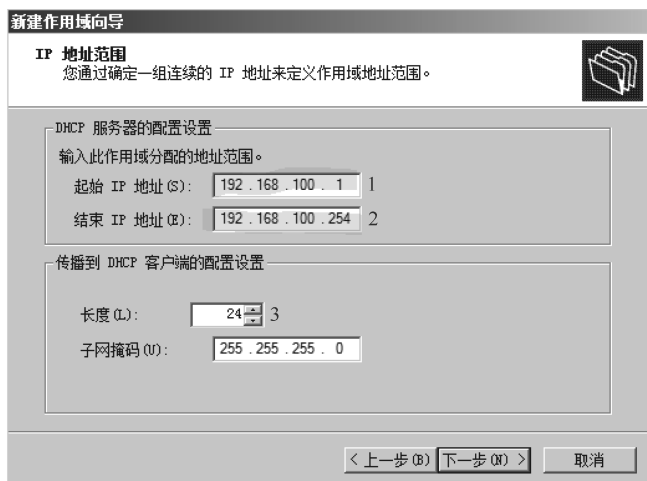 新建作用域向导
IP 地址范围
您通过确定一组连续的 IP 地址来定义作用域地址范围。
DHCP 服务器的配置设置
输入此作用域分配的地址范围。
起始 IP 地址(S): 192 . 168 . 100 . 1 1
结束 IP 地址(E): 192 . 168 . 100 . 254 2
传播到 DHCP 客户端的配置设置
长度(L): 24 3
子网掩码(U): 255 . 255 . 255 . 0
< 上一步(B) 下一步(N) > 取消